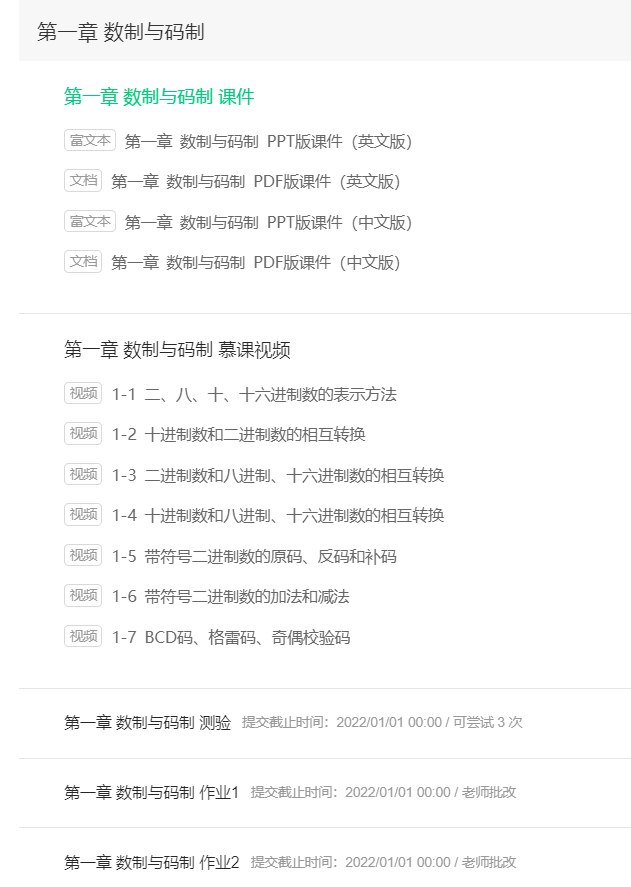 第一章 数制与码制
第一章 数制与码制 课件
富文本 第一章 数制与码制 PPT版课件（英文版）
文档 第一章 数制与码制 PDF版课件（英文版）
富文本 第一章 数制与码制 PPT版课件（中文版）
文档 第一章 数制与码制 PDF版课件（中文版）
第一章 数制与码制 慕课视频
视频 1-1 二、八、十、十六进制数的表示方法
视频 1-2 十进制数和二进制数的相互转换
视频 1-3 二进制数和八进制、十六进制数的相互转换
视频 1-4 十进制数和八进制、十六进制数的相互转换
视频 1-5 带符号二进制数的原码、反码和补码
视频 1-6 带符号二进制数的加法和减法
视频 1-7 BCD码、格雷码、奇偶校验码
第一章 数制与码制 测验 提交截止时间：2022/01/01 00:00 / 可尝试 3 次
第一章 数制与码制 作业1 提交截止时间：2022/01/01 00:00 / 老师批改
第一章 数制与码制 作业2 提交截止时间：2022/01/01 00:00 / 老师批改